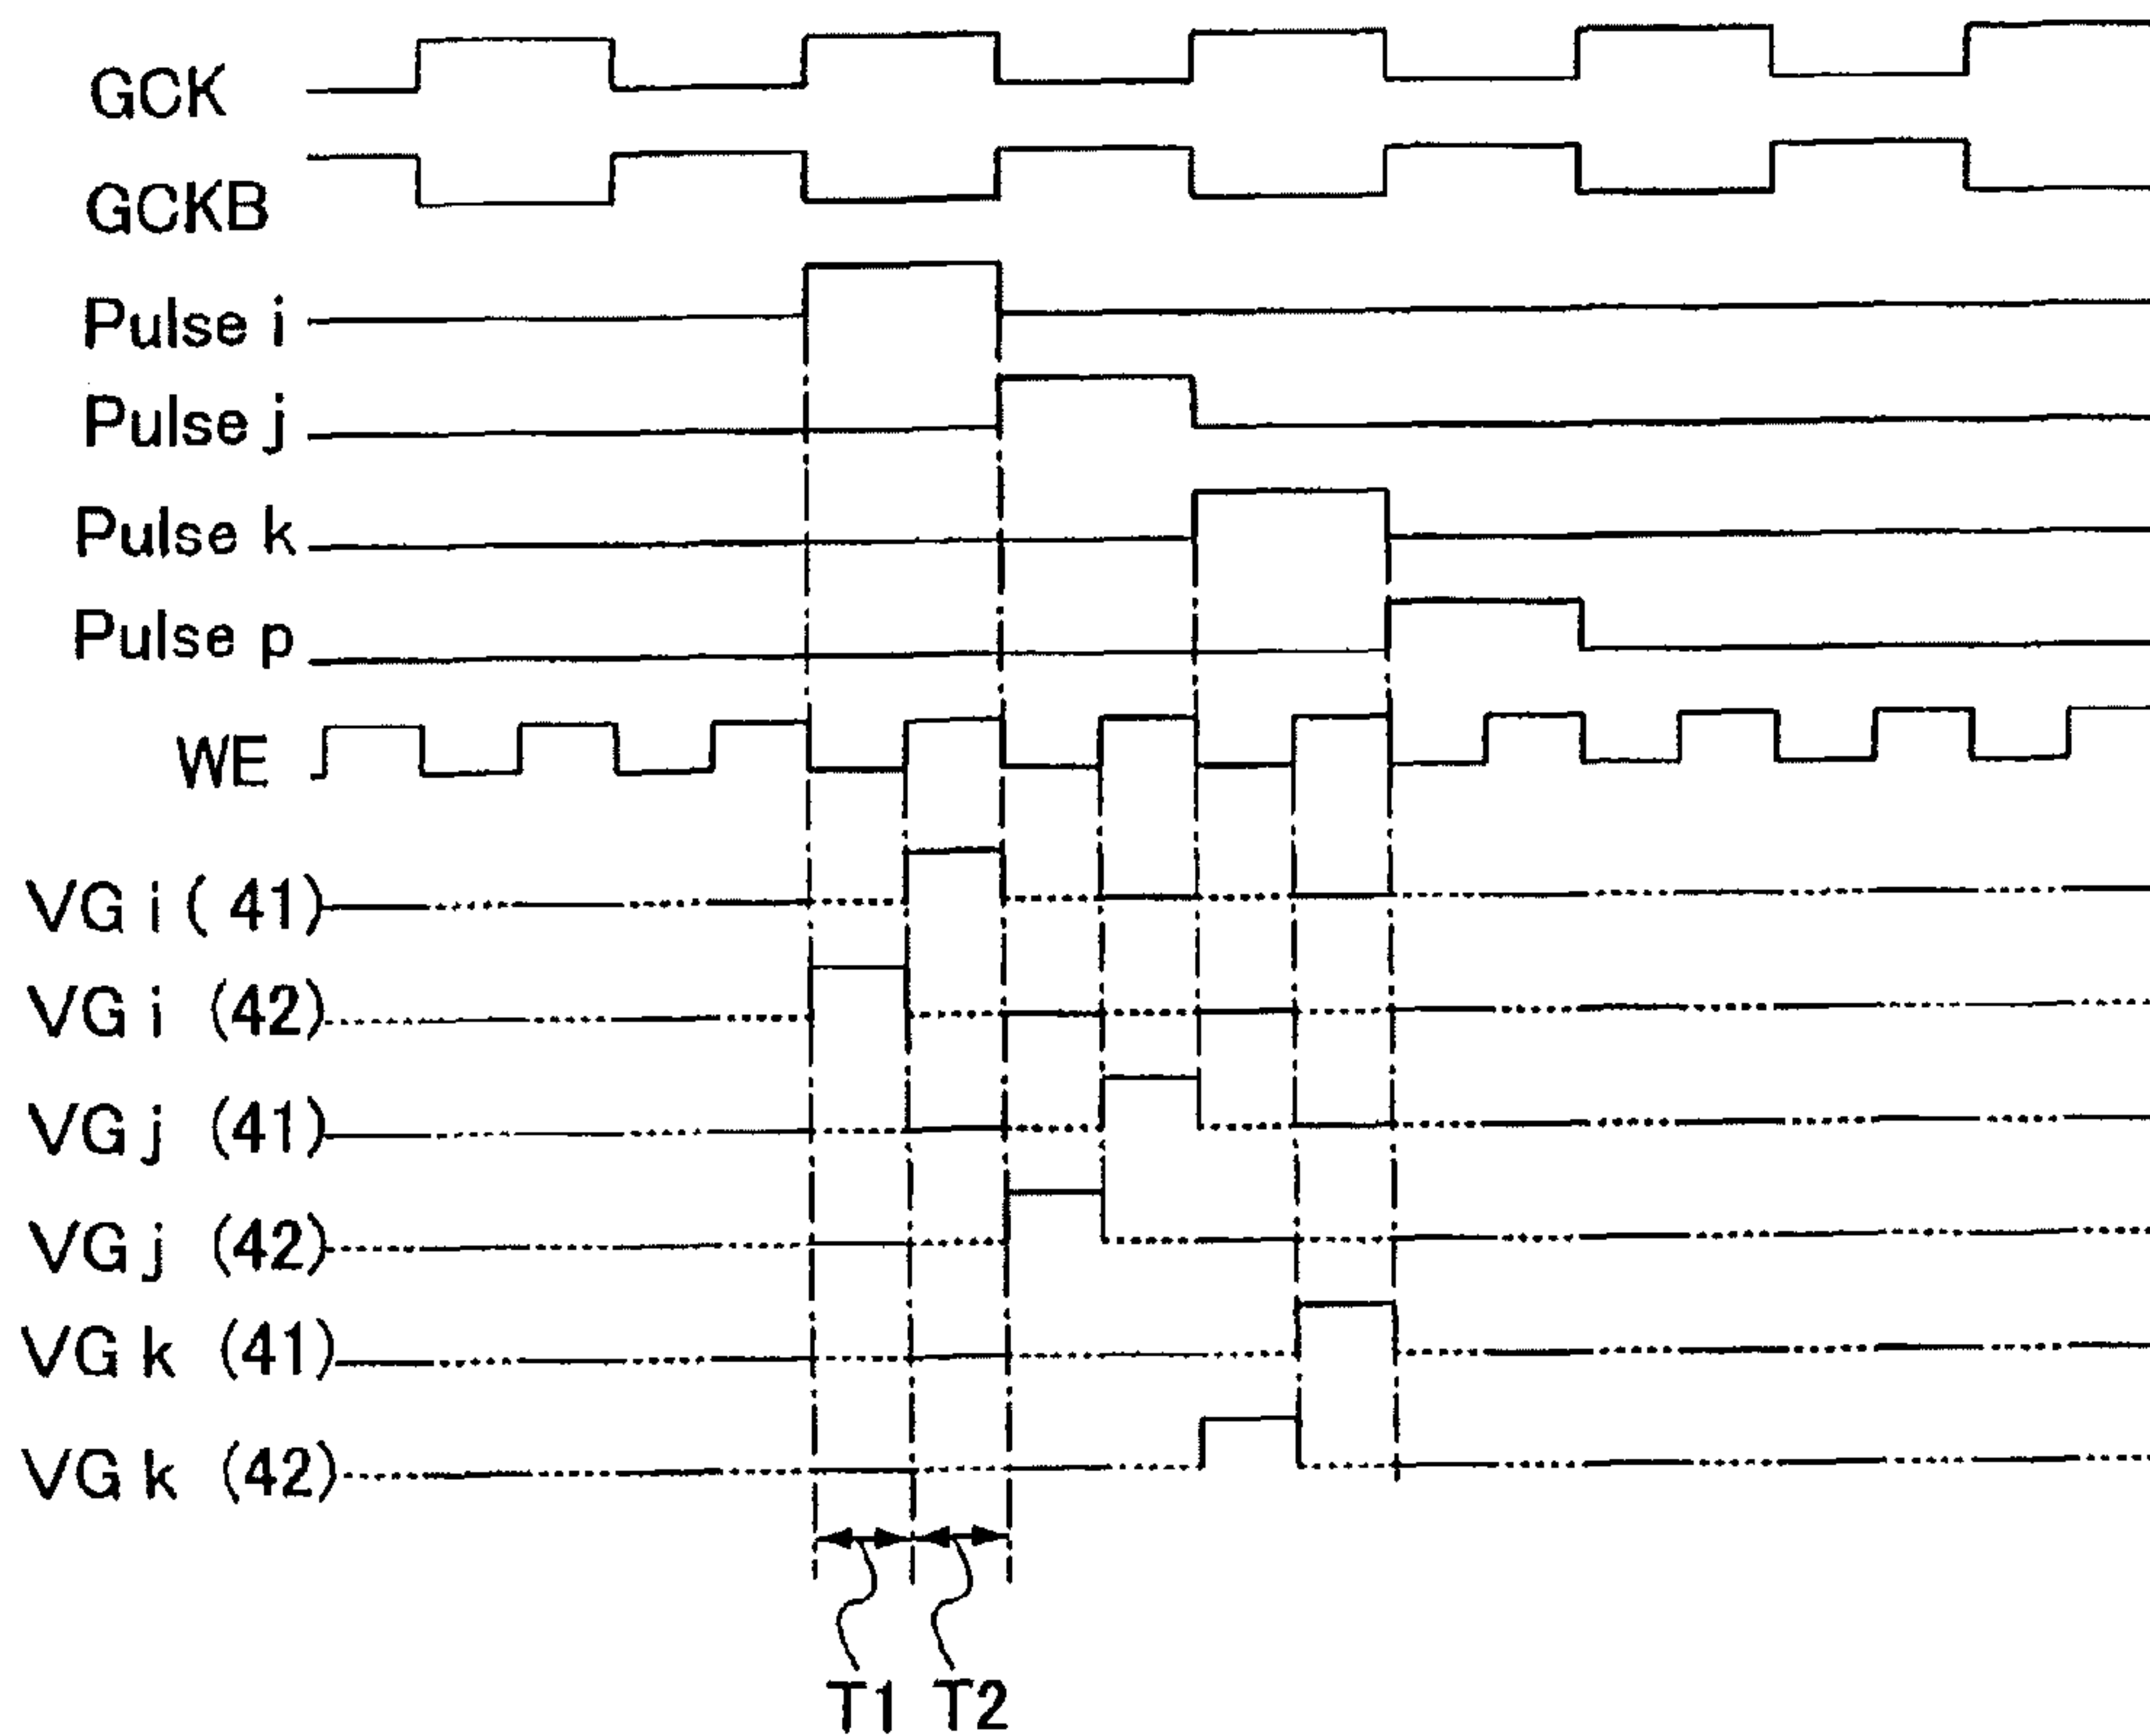 GCK
GCKB
Pulse i
Pulse j
Pulse k
Pulse p
WE
VG i ( 41)
VG i (42)
VG j (41)
VG j (42)
VG k (41)
VG k (42)
T1 T2